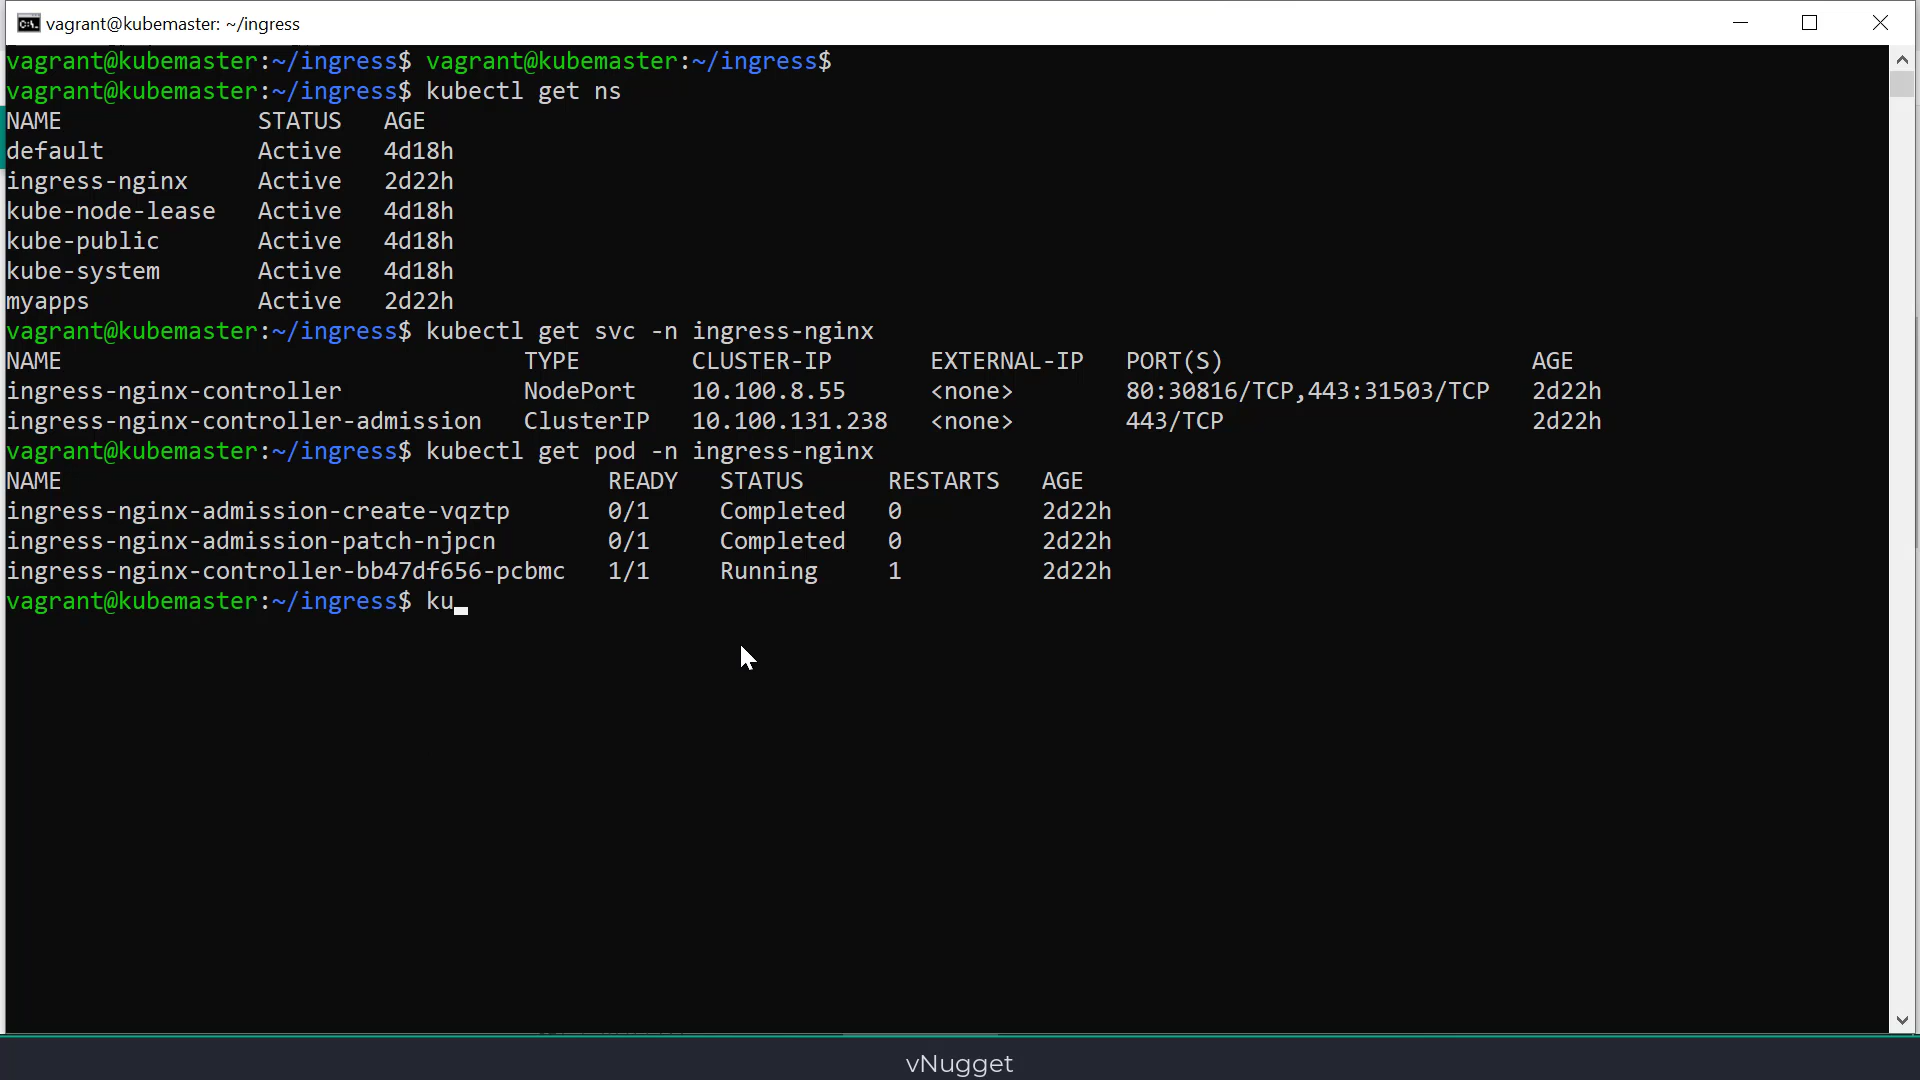 vagrant@kubemaster: ~/ingress
vagrant@kubemaster:~/ingress$ vagrant@kubemaster:~/ingress$
vagrant@kubemaster:~/ingress$ kubectl get ns
NAME              STATUS   AGE
default           Active   4d18h
ingress-nginx     Active   2d22h
kube-node-lease   Active   4d18h
kube-public       Active   4d18h
kube-system       Active   4d18h
myapps            Active   2d22h
vagrant@kubemaster:~/ingress$ kubectl get svc -n ingress-nginx
NAME                                 TYPE        CLUSTER-IP       EXTERNAL-IP   PORT(S)                      AGE
ingress-nginx-controller             NodePort    10.100.8.55      <none>        80:30816/TCP,443:31503/TCP   2d22h
ingress-nginx-controller-admission   ClusterIP   10.100.131.238   <none>        443/TCP                      2d22h
vagrant@kubemaster:~/ingress$ kubectl get pod -n ingress-nginx
NAME                                       READY   STATUS      RESTARTS   AGE
ingress-nginx-admission-create-vqztp       0/1     Completed   0          2d22h
ingress-nginx-admission-patch-njpcn        0/1     Completed   0          2d22h
ingress-nginx-controller-bb47df656-pcbmc   1/1     Running     1          2d22h
vagrant@kubemaster:~/ingress$ ku
vNugget